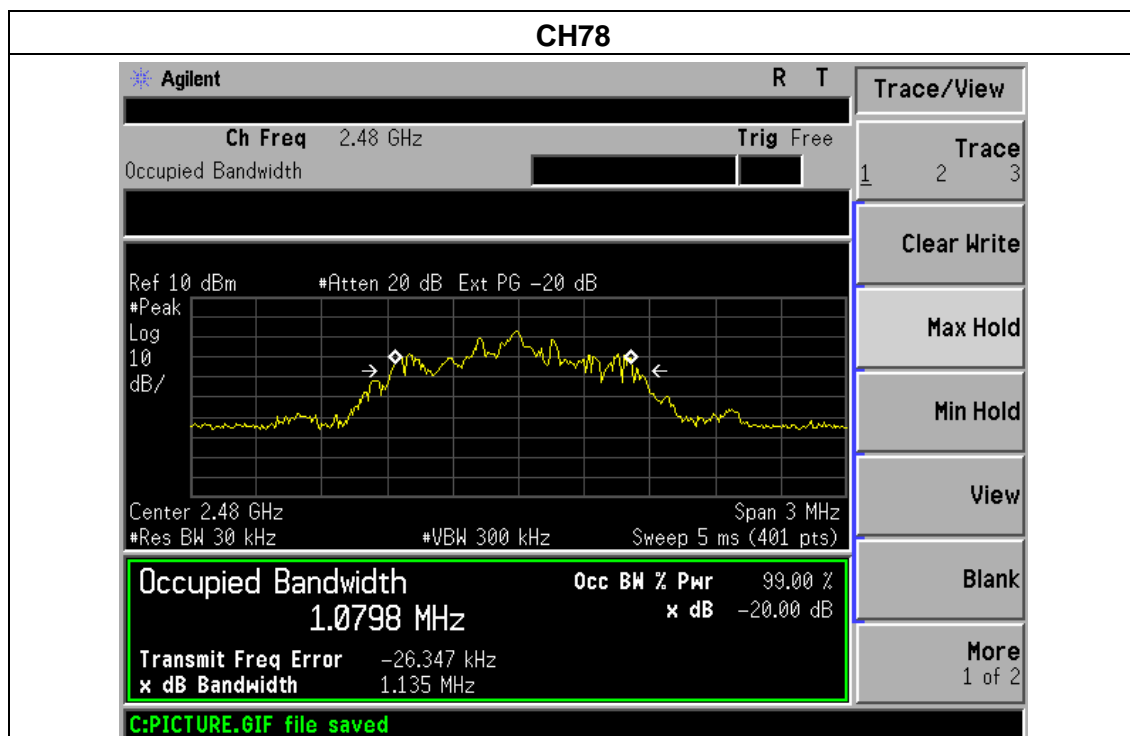 CH78
Agilent R T
Trace/View
Ch Freq 2.48 GHz Trig Free
Occupied Bandwidth
Trace
1 2 3
Clear Write
Ref 10 dBm #Atten 20 dB Ext PG -20 dB
#Peak
Log
10
dB/
Max Hold
Min Hold
View
Center 2.48 GHz Span 3 MHz
#Res BW 30 kHz #VBW 300 kHz Sweep 5 ms (401 pts)
Occupied Bandwidth
1.0798 MHz
Occ BW % Pwr 99.00 %
x dB -20.00 dB
Blank
Transmit Freq Error -26.347 kHz
x dB Bandwidth 1.135 MHz
More
1 of 2
C:PICTURE.GIF file saved